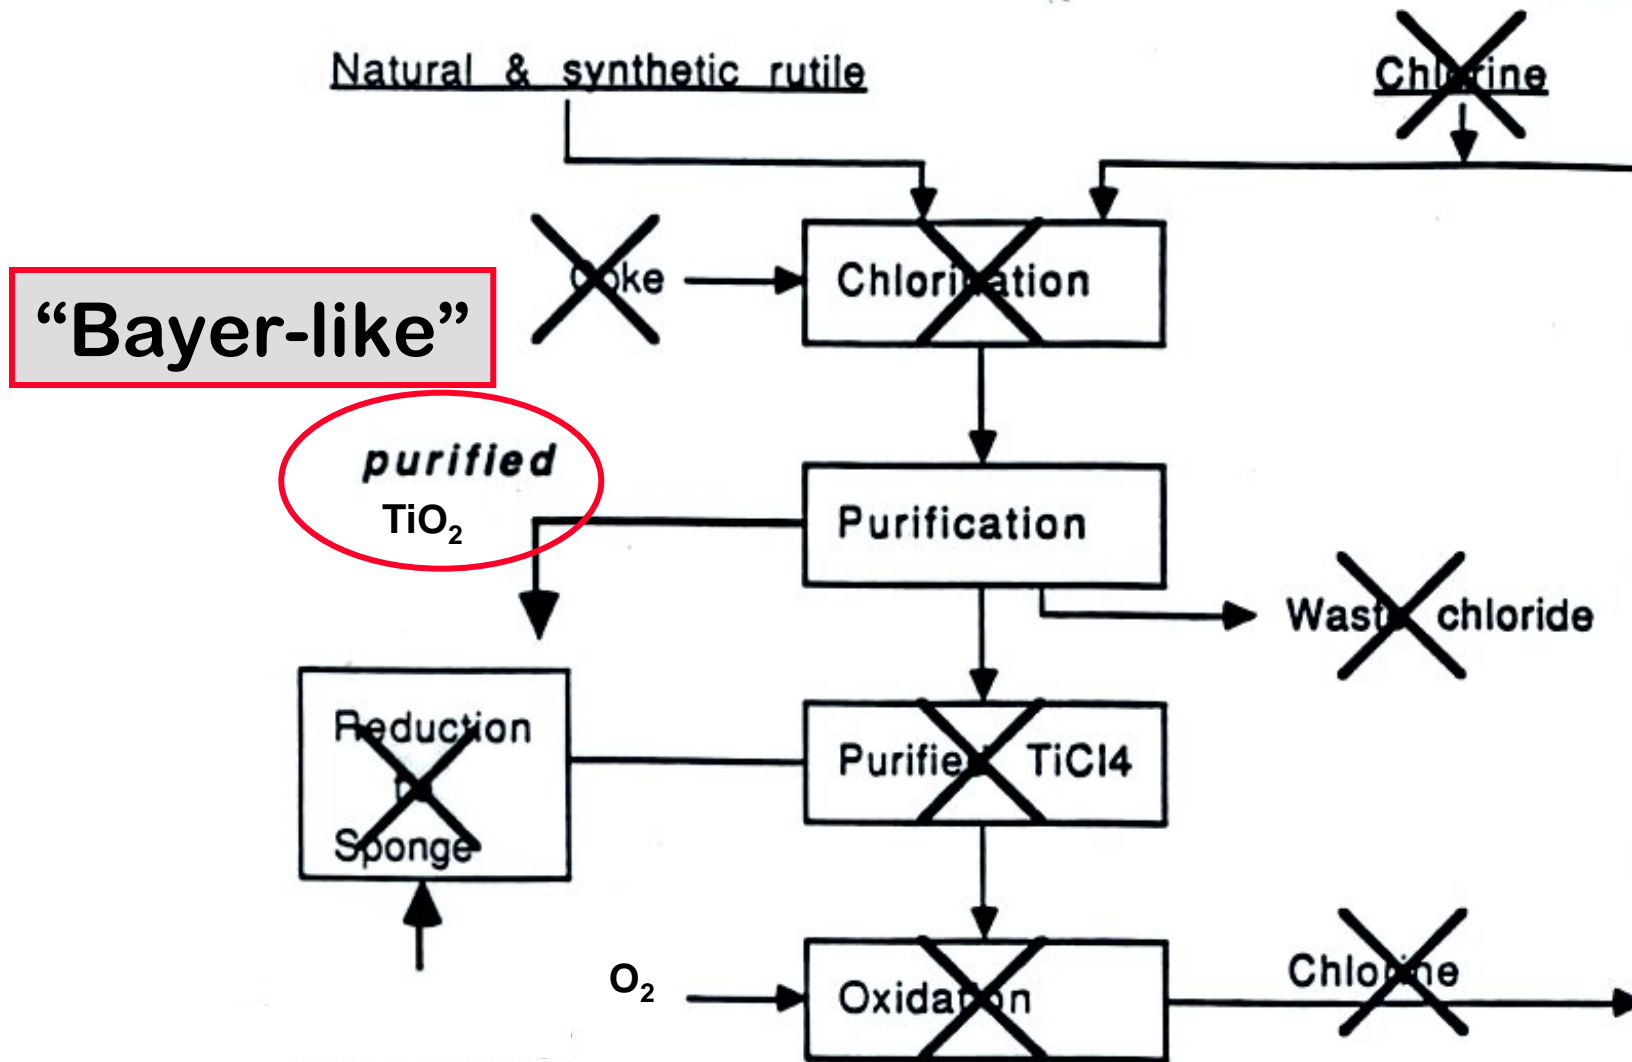 Natural & synthetic rutile
Chlorine
Coke
Chlorination
“Bayer-like”
purified
TiO₂
Purification
Waste chloride
Reduction
Sponge
Purified TiCl4
O₂
Oxidation
Chlorine